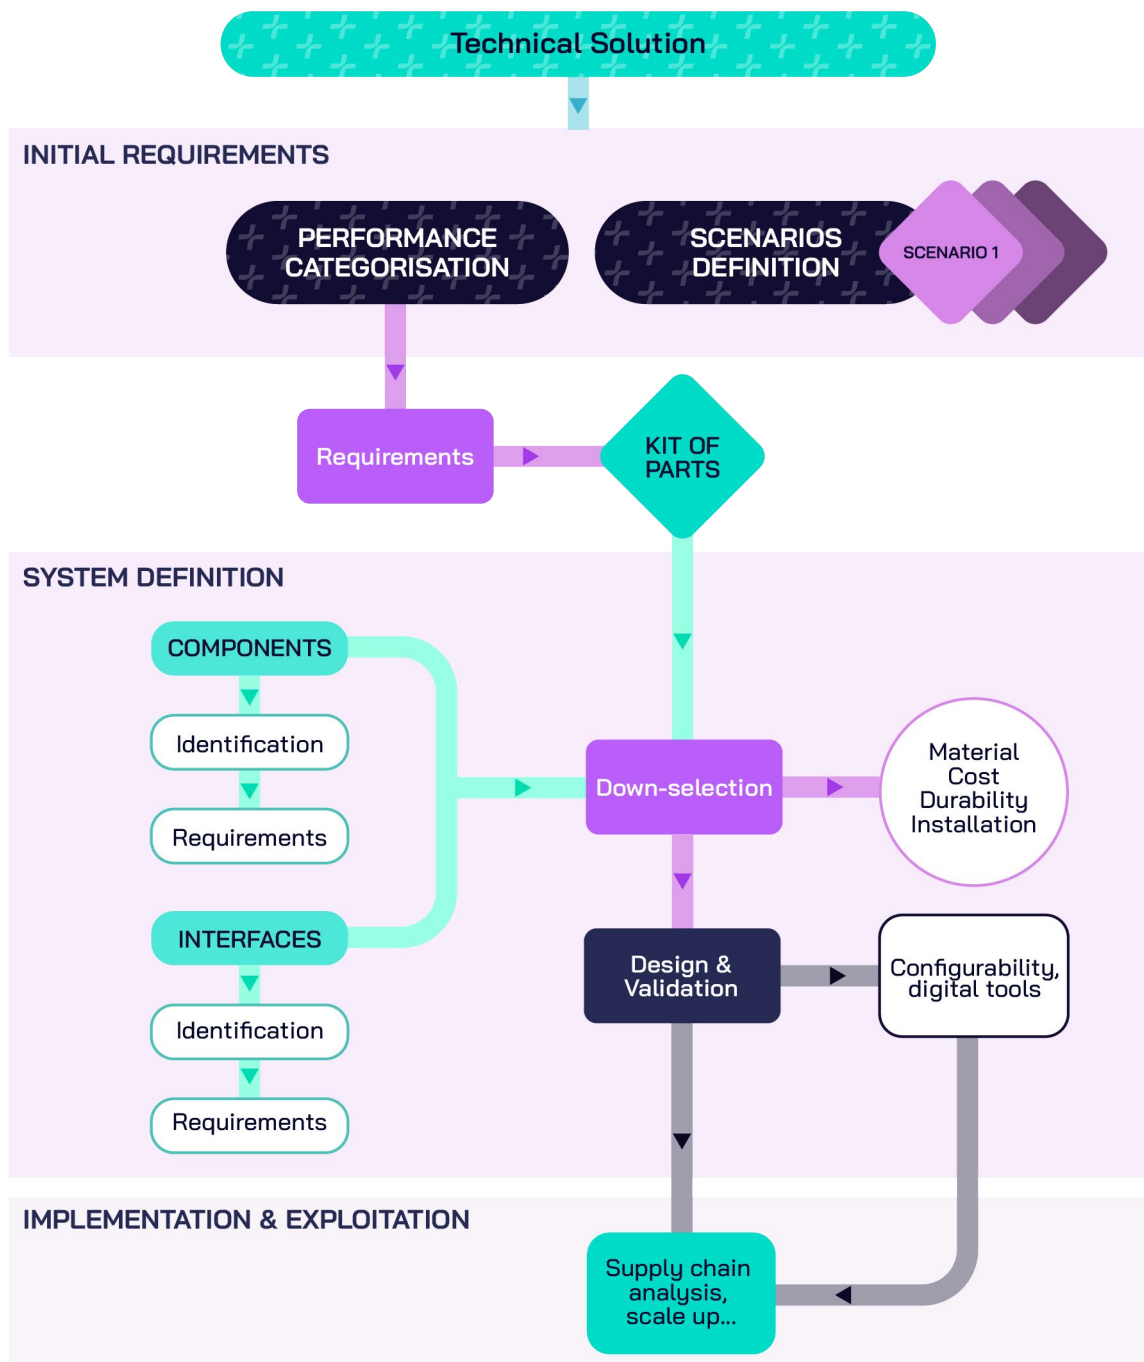 Technical Solution
INITIAL REQUIREMENTS
PERFORMANCE
CATEGORISATION
SCENARIOS
DEFINITION
SCENARIO 1
Requirements
KIT OF
PARTS
SYSTEM DEFINITION
COMPONENTS
Identification
Requirements
INTERFACES
Identification
Requirements
Down-selection
Material
Cost
Durability
Installation
Design &
Validation
Configurability,
digital tools
IMPLEMENTATION & EXPLOITATION
Supply chain
analysis,
scale up...